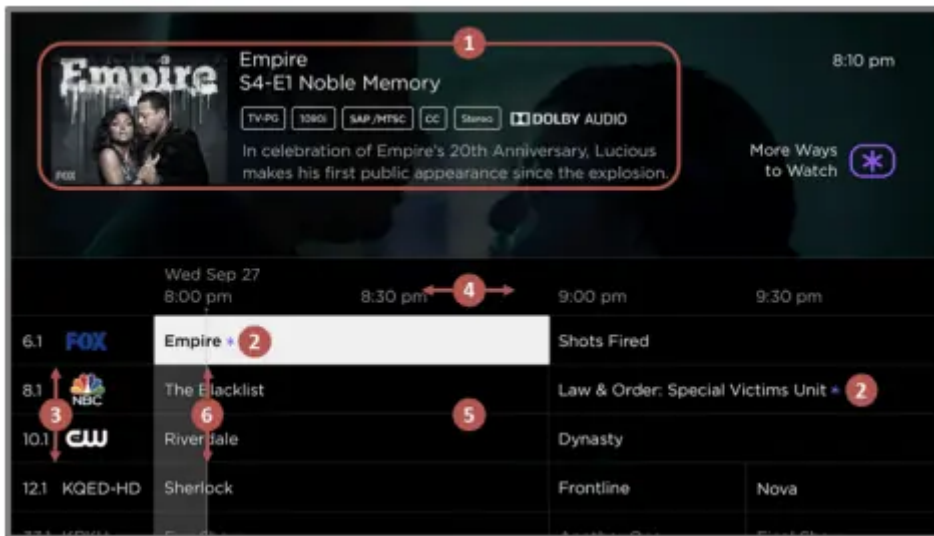 1
Empire
Empire
S4-E1 Noble Memory
8:10 pm
TV-PG 1080i SAP/MTSC CC Stereo DOLBY AUDIO
In celebration of Empire's 20th Anniversary, Lucious
makes his first public appearance since the explosion.
FOX
More Ways
to Watch *
Wed Sep 27
8:00 pm 8:30 pm 4 9:00 pm 9:30 pm
6.1 FOX Empire * 2 Shots Fired
8.1 NBC The Blacklist Law & Order: Special Victims Unit * 2
3 6 5
10.1 CW Riverdale Dynasty
12.1 KQED-HD Sherlock Frontline Nova